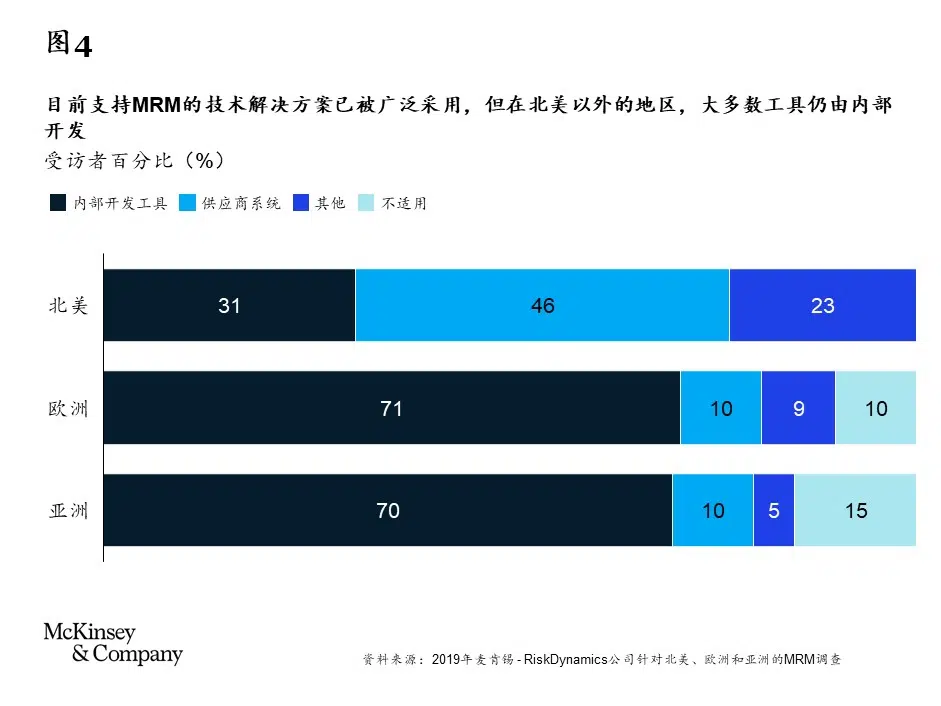 图4
目前支持MRM的技术解决方案已被广泛采用，但在北美以外的地区，大多数工具仍由内部
开发
受访者百分比（%）
内部开发工具 供应商系统 其他 不适用
北美 31 46 23
欧洲 71 10 9 10
亚洲 70 10 5 15
McKinsey
& Company
资料来源：2019年麦肯锡-RiskDynamics公司针对北美、欧洲和亚洲的MRM调查